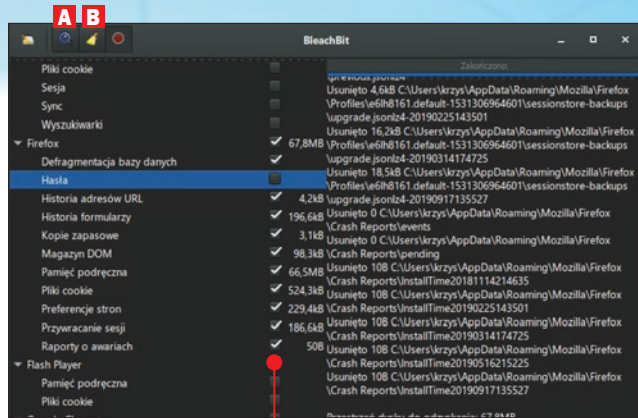 A B
BleachBit
Pliki cookie
Sesja
Sync
Wyszukiwarki
Firefox 67,8MB
Defragmentacja bazy danych
Hasła
Historia adresów URL 4,2kB
Historia formularzy 196,6kB
Kopie zapasowe 3,1kB
Magazyn DOM 98,3kB
Pamięć podręczna 66,5MB
Pliki cookie 524,3kB
Preferencje stron 229,4kB
Przywracanie sesji 186,6kB
Raporty o awariach 50B
Flash Player
Pamięć podręczna
Pliki cookie
Zakończono.
\previous.jsonlz4
Usunięto 4,6kB C:\Users\krzys\AppData\Roaming\Mozilla\Firefox
\Profiles\e6lh8161.default-1531306964601\sessionstore-backups
\upgrade.jsonlz4-20190225143501
Usunięto 16,2kB C:\Users\krzys\AppData\Roaming\Mozilla\Firefox
\Profiles\e6lh8161.default-1531306964601\sessionstore-backups
\upgrade.jsonlz4-20190314174725
Usunięto 18,5kB C:\Users\krzys\AppData\Roaming\Mozilla\Firefox
\Profiles\e6lh8161.default-1531306964601\sessionstore-backups
\upgrade.jsonlz4-20190917135527
Usunięto 0 C:\Users\krzys\AppData\Roaming\Mozilla\Firefox
\Crash Reports\events
Usunięto 0 C:\Users\krzys\AppData\Roaming\Mozilla\Firefox
\Crash Reports\pending
Usunięto 10B C:\Users\krzys\AppData\Roaming\Mozilla\Firefox
\Crash Reports\InstallTime20181114214635
Usunięto 10B C:\Users\krzys\AppData\Roaming\Mozilla\Firefox
\Crash Reports\InstallTime20190225143501
Usunięto 10B C:\Users\krzys\AppData\Roaming\Mozilla\Firefox
\Crash Reports\InstallTime20190314174725
Usunięto 10B C:\Users\krzys\AppData\Roaming\Mozilla\Firefox
\Crash Reports\InstallTime20190516215225
Usunięto 10B C:\Users\krzys\AppData\Roaming\Mozilla\Firefox
\Crash Reports\InstallTime20190917135527
Przestrzeń dysku do odzyskania: 67,8MB